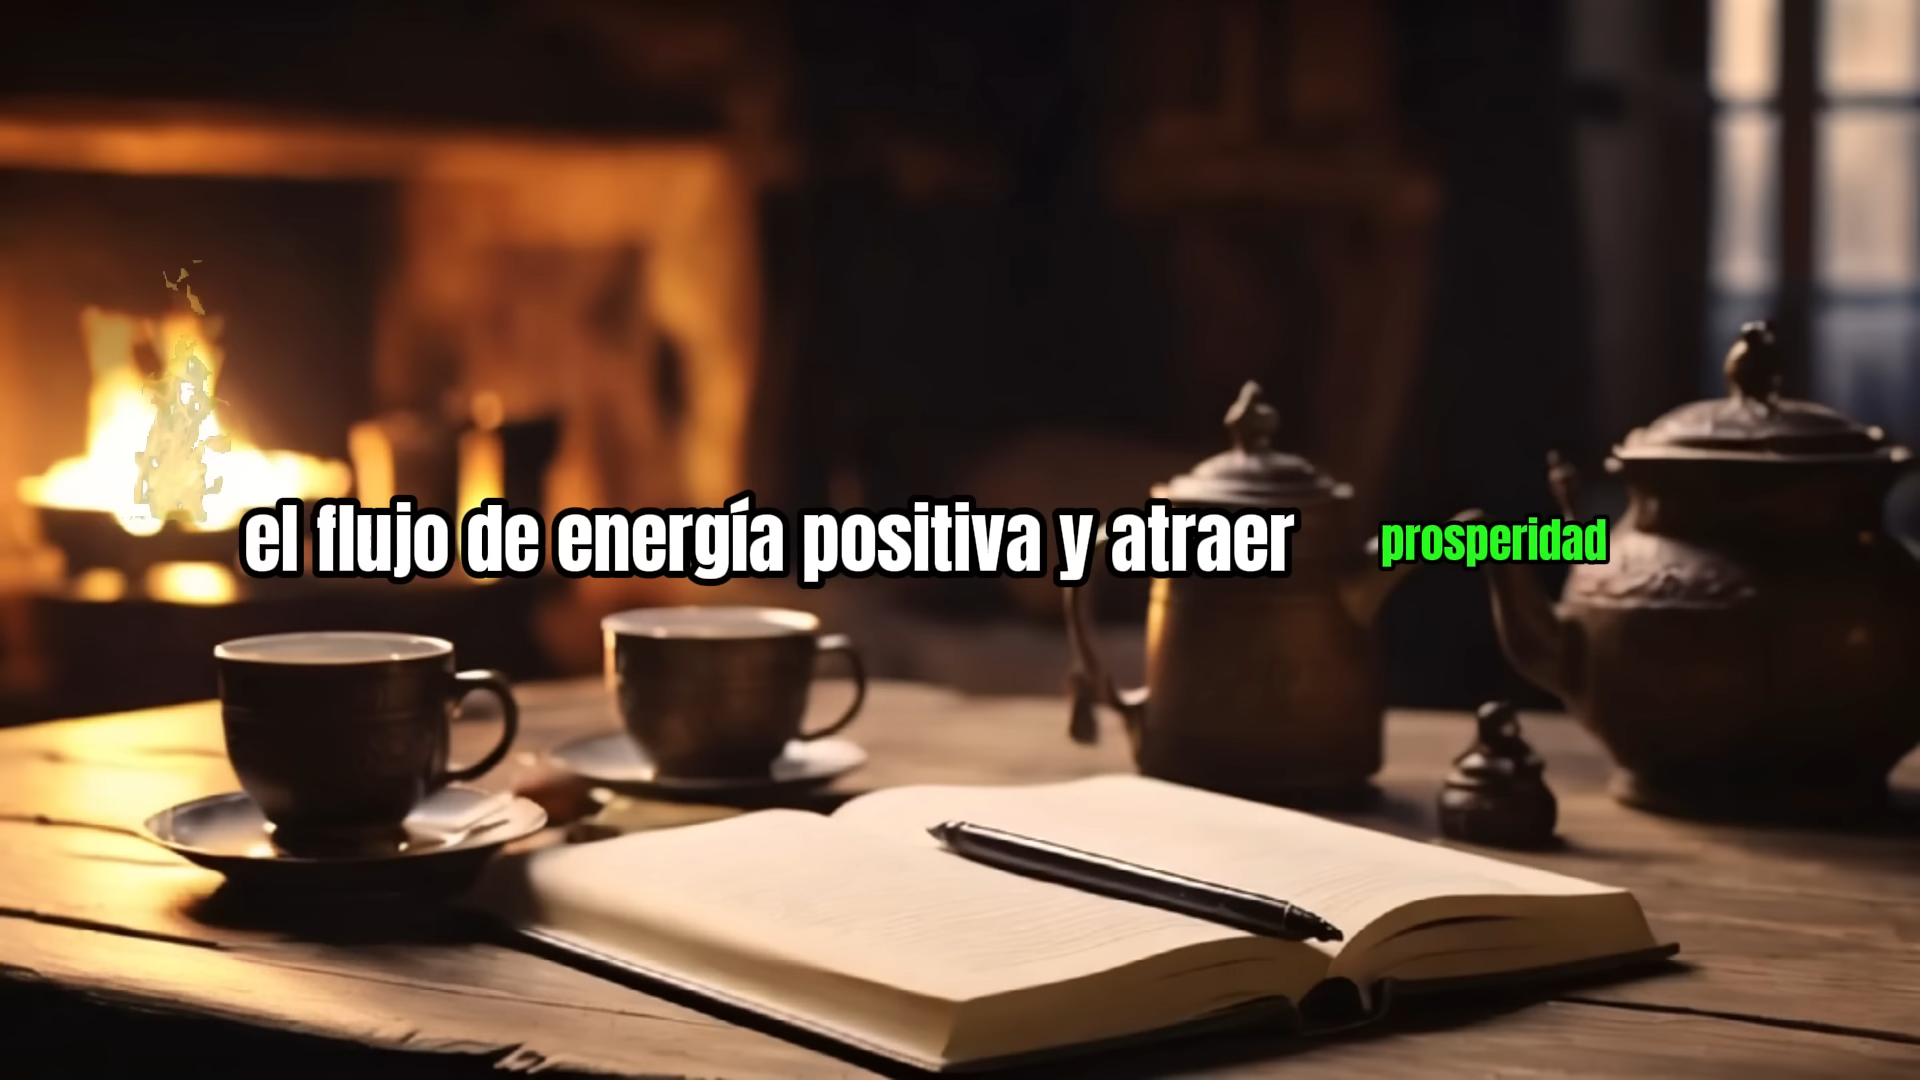 el flujo de energía positiva y atraer prosperidad